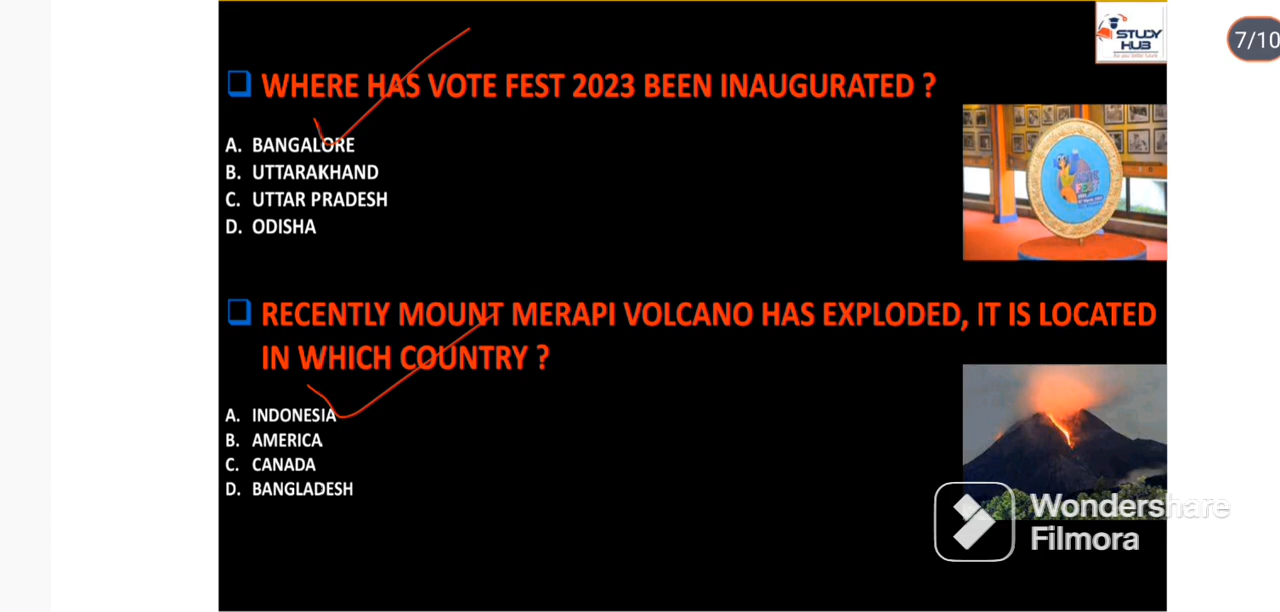 STUDY
HUB
7/10
WHERE HAS VOTE FEST 2023 BEEN INAUGURATED ?
A. BANGALORE
B. UTTARAKHAND
C. UTTAR PRADESH
D. ODISHA
FEST
RECENTLY MOUNT MERAPI VOLCANO HAS EXPLODED, IT IS LOCATED
IN WHICH COUNTRY ?
A. INDONESIA
B. AMERICA
C. CANADA
D. BANGLADESH
Wondershare
Filmora